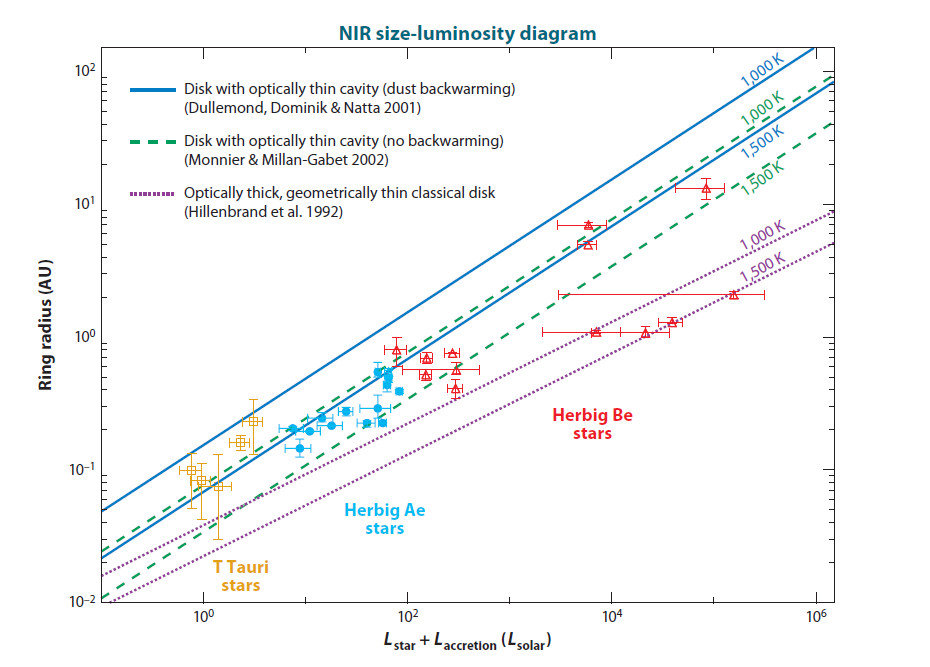 NIR size-luminosity diagram
Disk with optically thin cavity (dust backwarming)
(Dullemond, Dominik & Natta 2001)
Disk with optically thin cavity (no backwarming)
(Monnier & Millan-Gabet 2002)
Optically thick, geometrically thin classical disk
(Hillenbrand et al. 1992)
1,000 K
1,000 K
1,500 K
1,500 K
1,000 K
1,500 K
Herbig Be
stars
Herbig Ae
stars
T Tauri
stars
Ring radius (AU)
10²
10¹
10⁰
10⁻¹
10⁻²
10⁰
10²
10⁴
10⁶
Lstar + Laccretion (Lsolar)